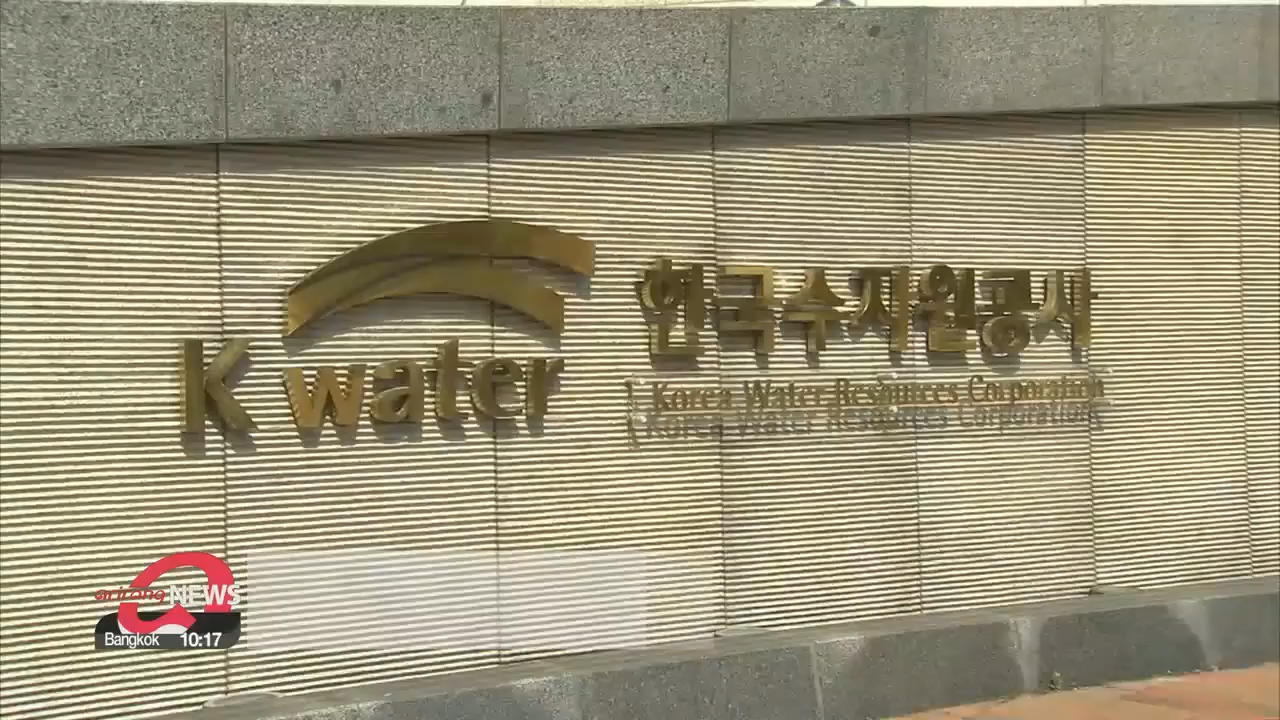 K water
한국수자원공사
Korea Water Resources Corporation
arirang NEWS
Bangkok 10:17